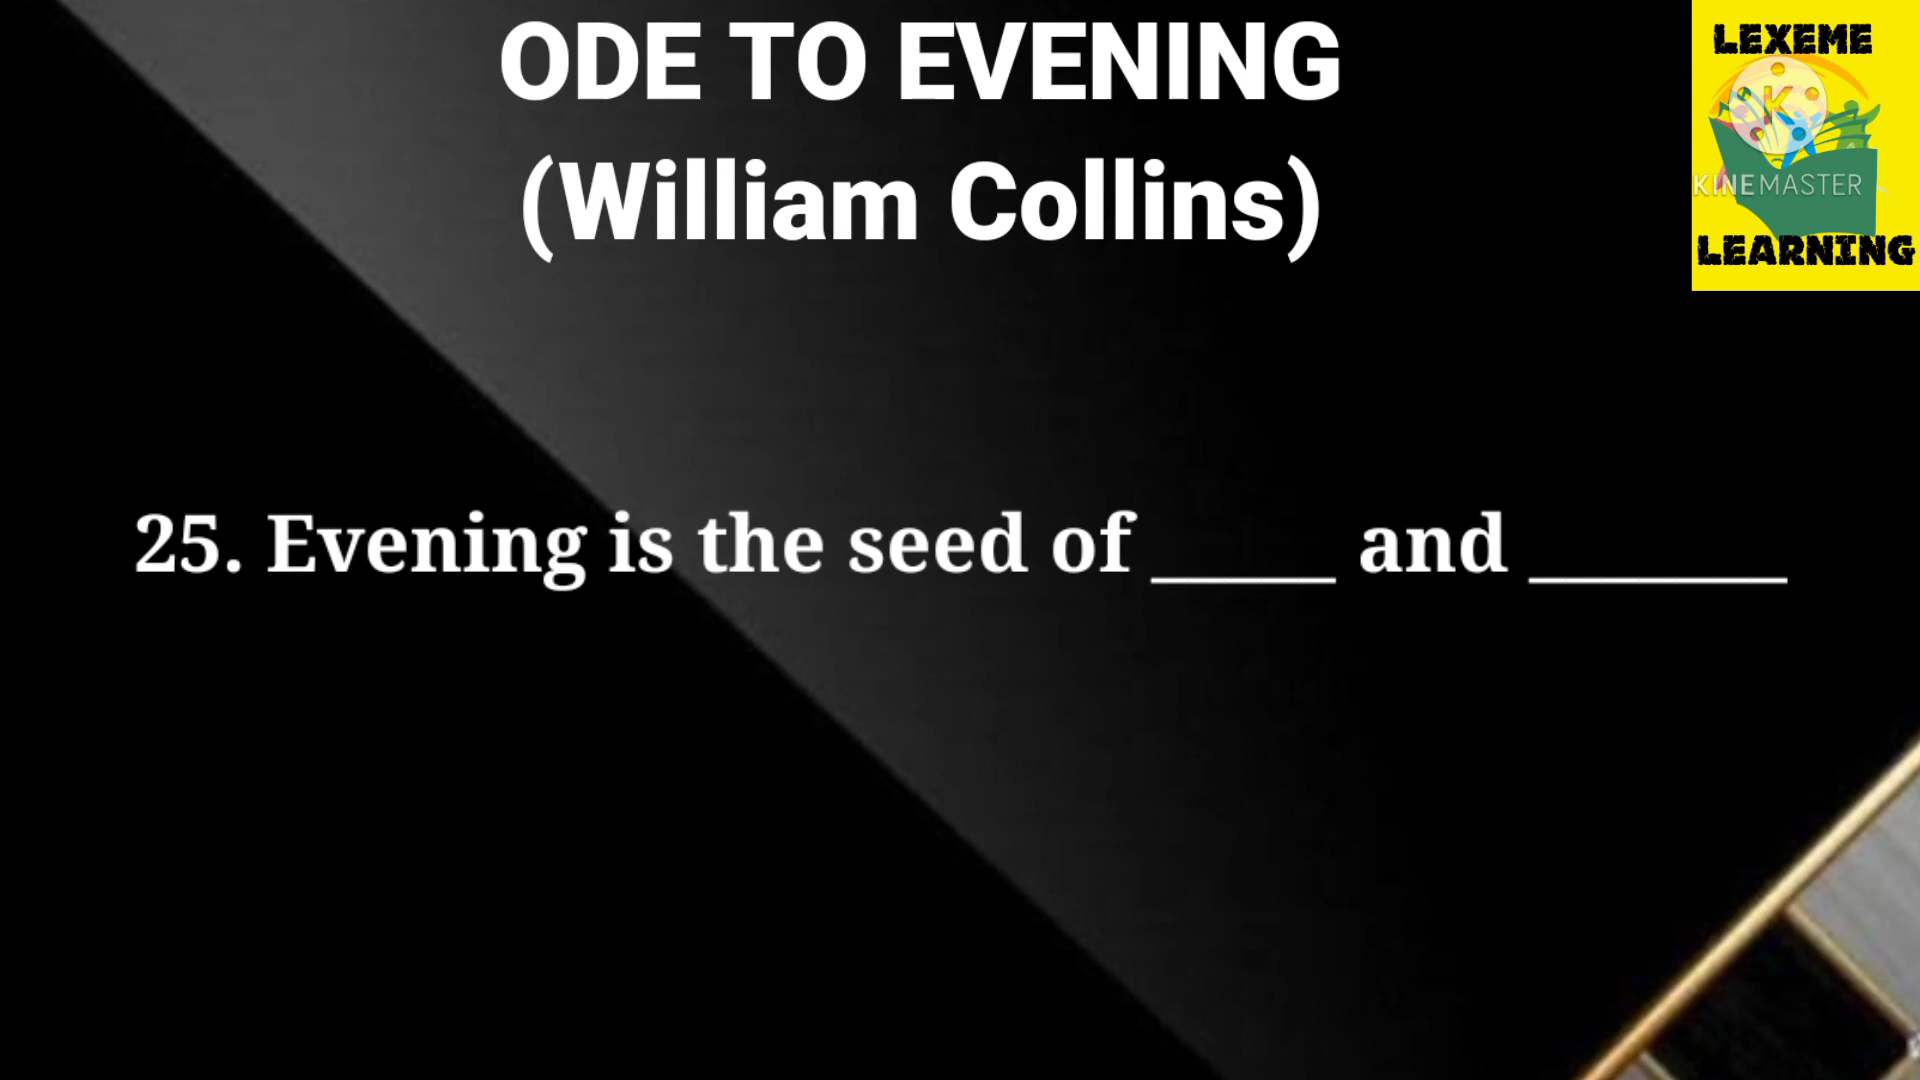 ODE TO EVENING
(William Collins)
LEXEME
KINEMASTER
LEARNING
25. Evening is the seed of _____ and _______